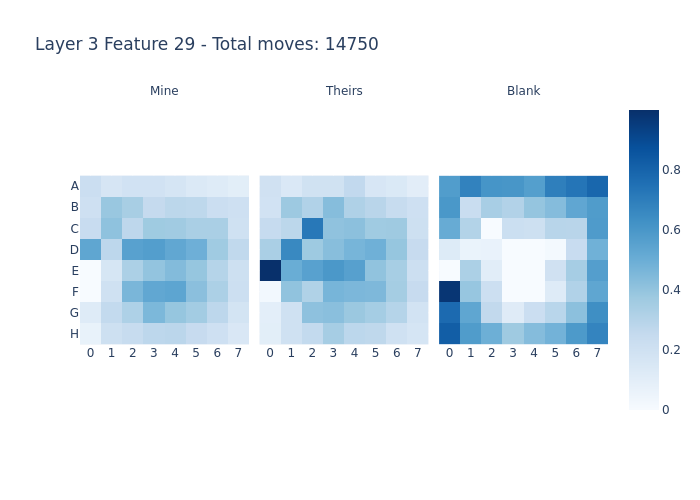 Layer 3 Feature 29 - Total moves: 14750
Mine Theirs Blank
A
B
C
D
E
F
G
H
0 1 2 3 4 5 6 7 0 1 2 3 4 5 6 7 0 1 2 3 4 5 6 7
0.8
0.6
0.4
0.2
0